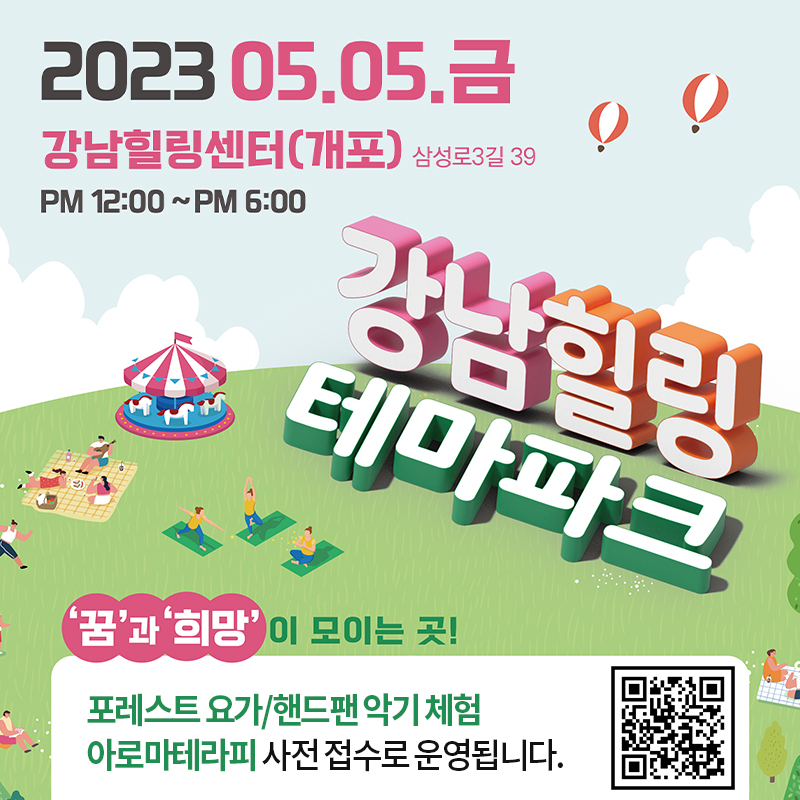 2023 05.05.금
강남힐링센터(개포) 삼성로3길 39
PM 12:00 ~ PM 6:00
강남힐링
테마파크
‘꿈’과 ‘희망’이 모이는 곳!
포레스트 요가/핸드팬 악기 체험
아로마테라피 사전 접수로 운영됩니다.